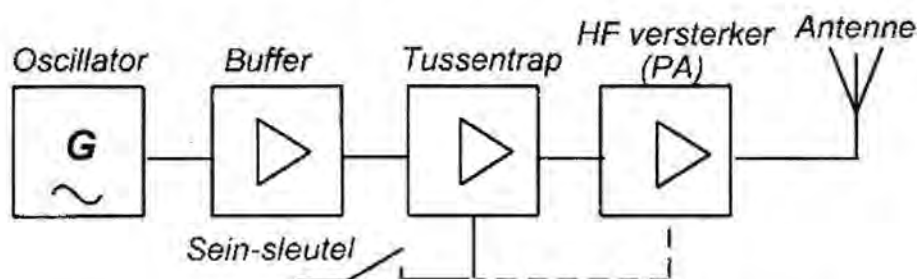 Oscillator
Buffer
Tussentrap
HF versterker
(PA)
Antenne
G
Sein-sleutel